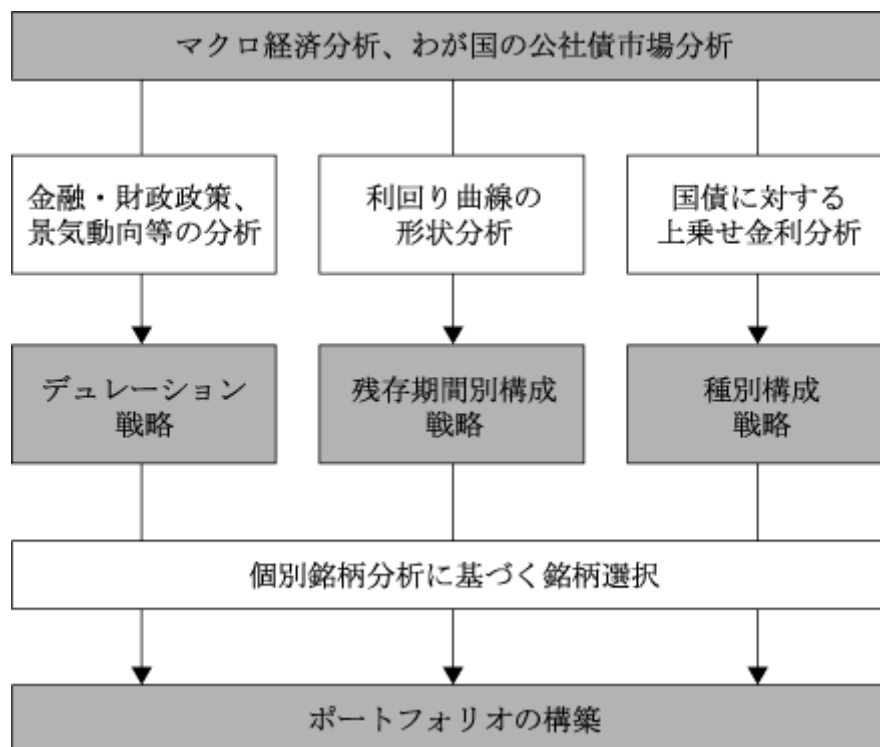 マクロ経済分析、わが国の公社債市場分析
金融・財政政策、
景気動向等の分析
利回り曲線の
形状分析
国債に対する
上乗せ金利分析
デュレーション
戦略
残存期間別構成
戦略
種別構成
戦略
個別銘柄分析に基づく銘柄選択
ポートフォリオの構築